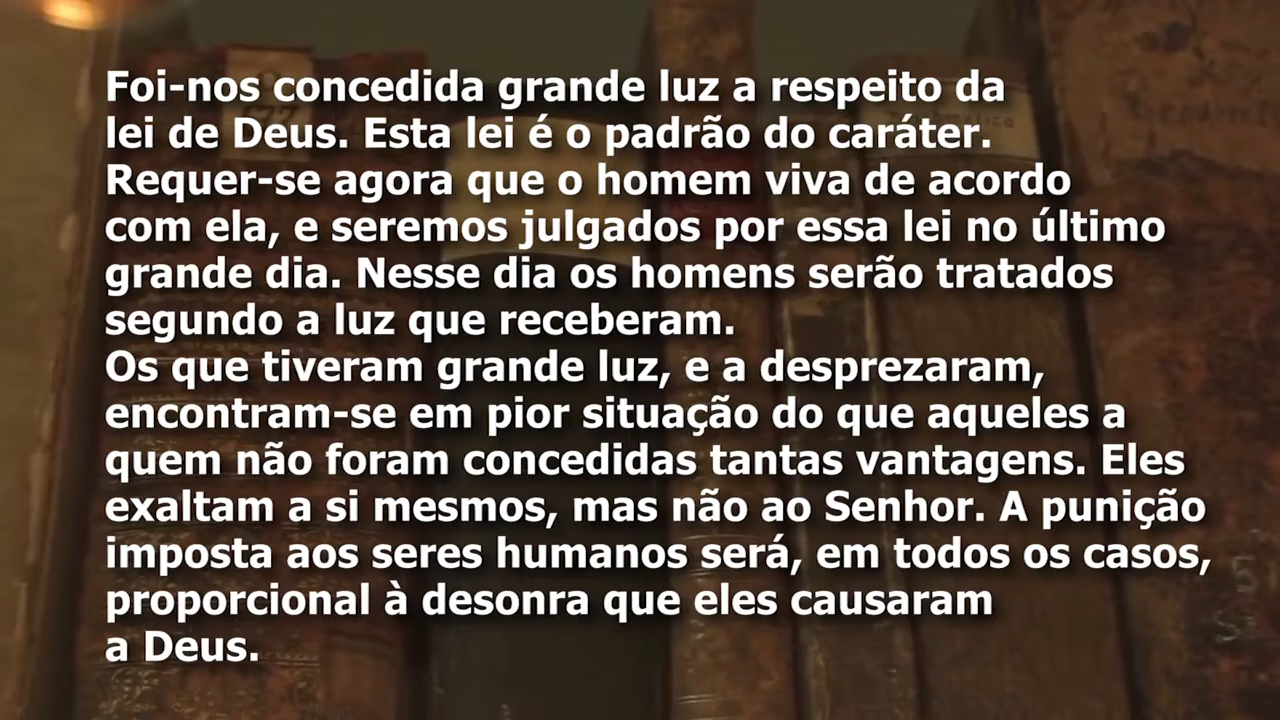 Foi-nos concedida grande luz a respeito da
lei de Deus. Esta lei é o padrão do caráter.
Requer-se agora que o homem viva de acordo
com ela, e seremos julgados por essa lei no último
grande dia. Nesse dia os homens serão tratados
segundo a luz que receberam.
Os que tiveram grande luz, e a desprezaram,
encontram-se em pior situação do que aqueles a
quem não foram concedidas tantas vantagens. Eles
exaltam a si mesmos, mas não ao Senhor. A punição
imposta aos seres humanos será, em todos os casos,
proporcional à desonra que eles causaram
a Deus.